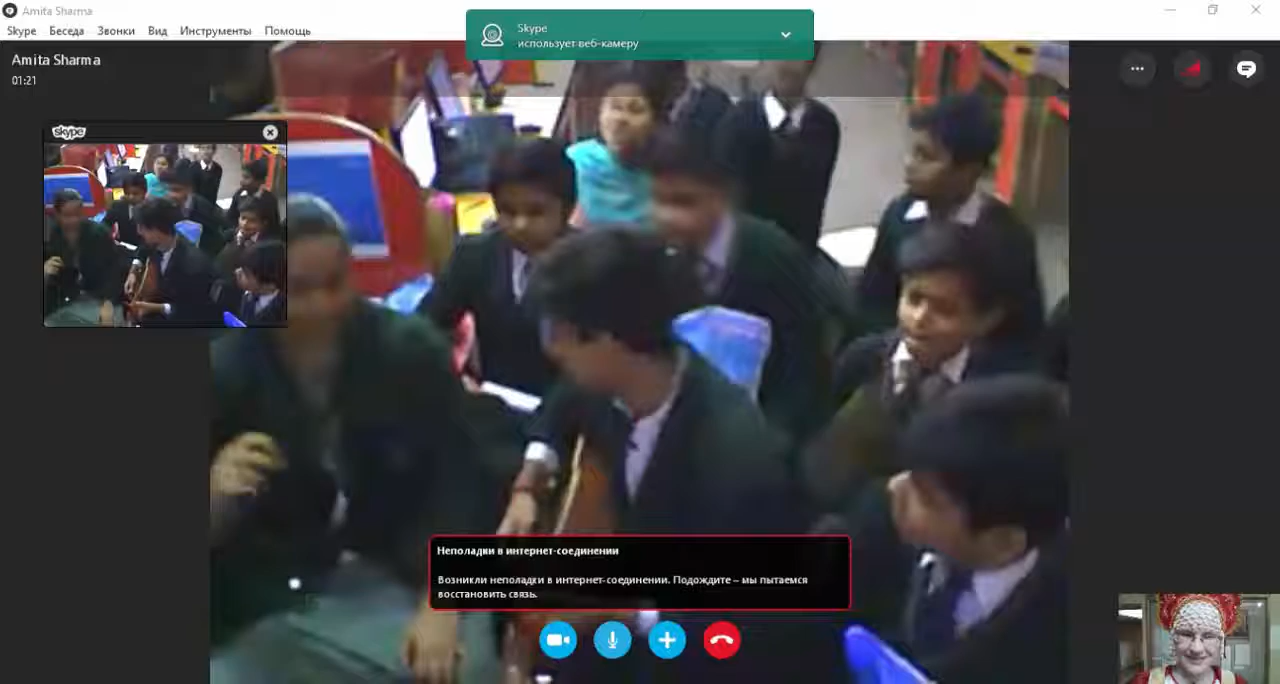 Amita Sharma
Skype Беседа Звонки Вид Инструменты Помощь
Skype
использует веб-камеру
Amita Sharma
01:21
skype
Неполадки в интернет-соединении
Возникли неполадки в интернет-соединении. Подождите – мы пытаемся
восстановить связь.